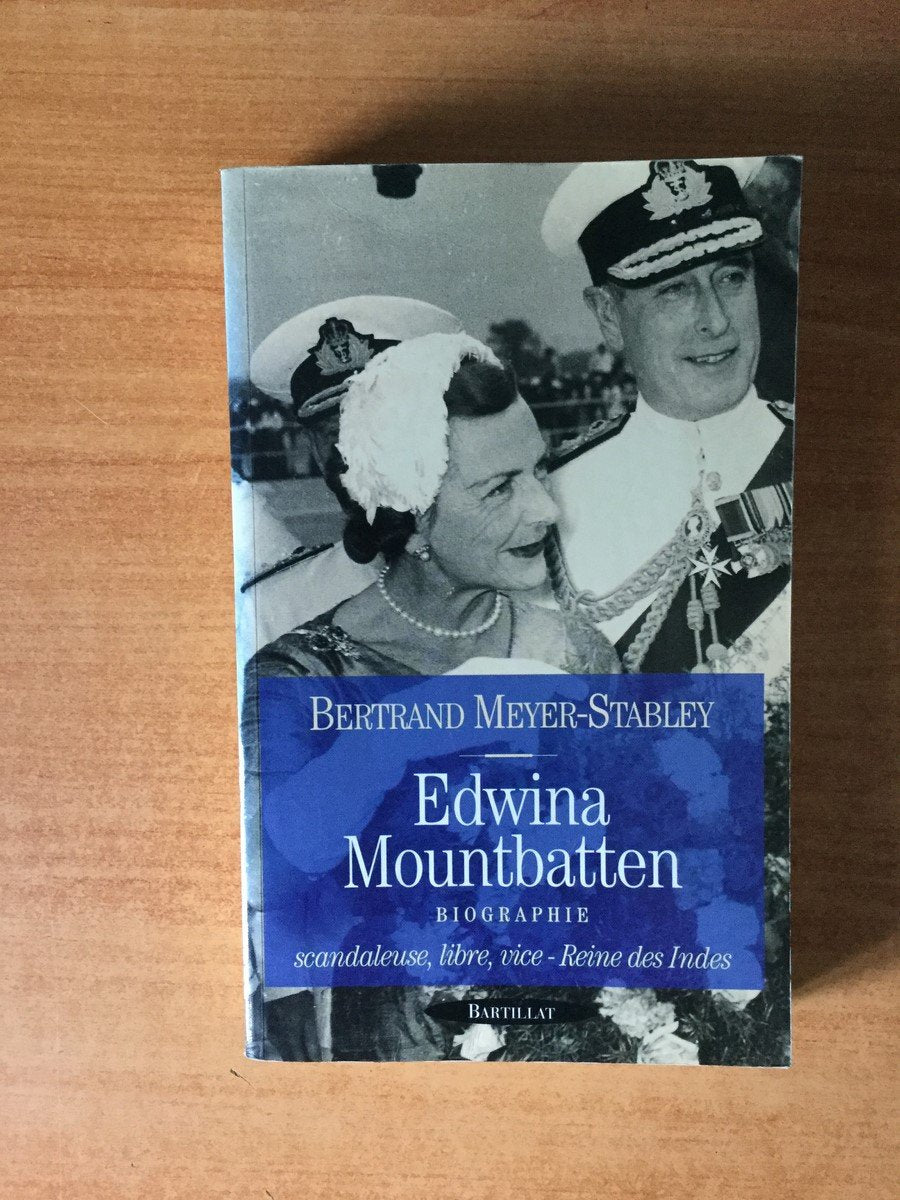 BERTRAND MEYER-STABLEY
Edwina
Mountbatten
BIOGRAPHIE
scandaleuse, libre, vice - Reine des Indes
BARTILLAT